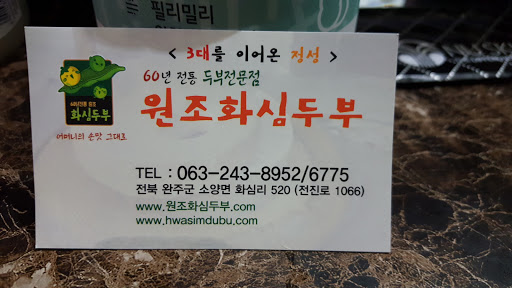 필리밀리
< 3대를 이어온 정성 >
60년 전통 두부전문점
원조화심두부
화심두부
어머니의 손맛 그대로
TEL : 063-243-8952/6775
전북 완주군 소양면 화심리 520 (전진로 1066)
www.원조화심두부.com
www.hwasimdubu.com